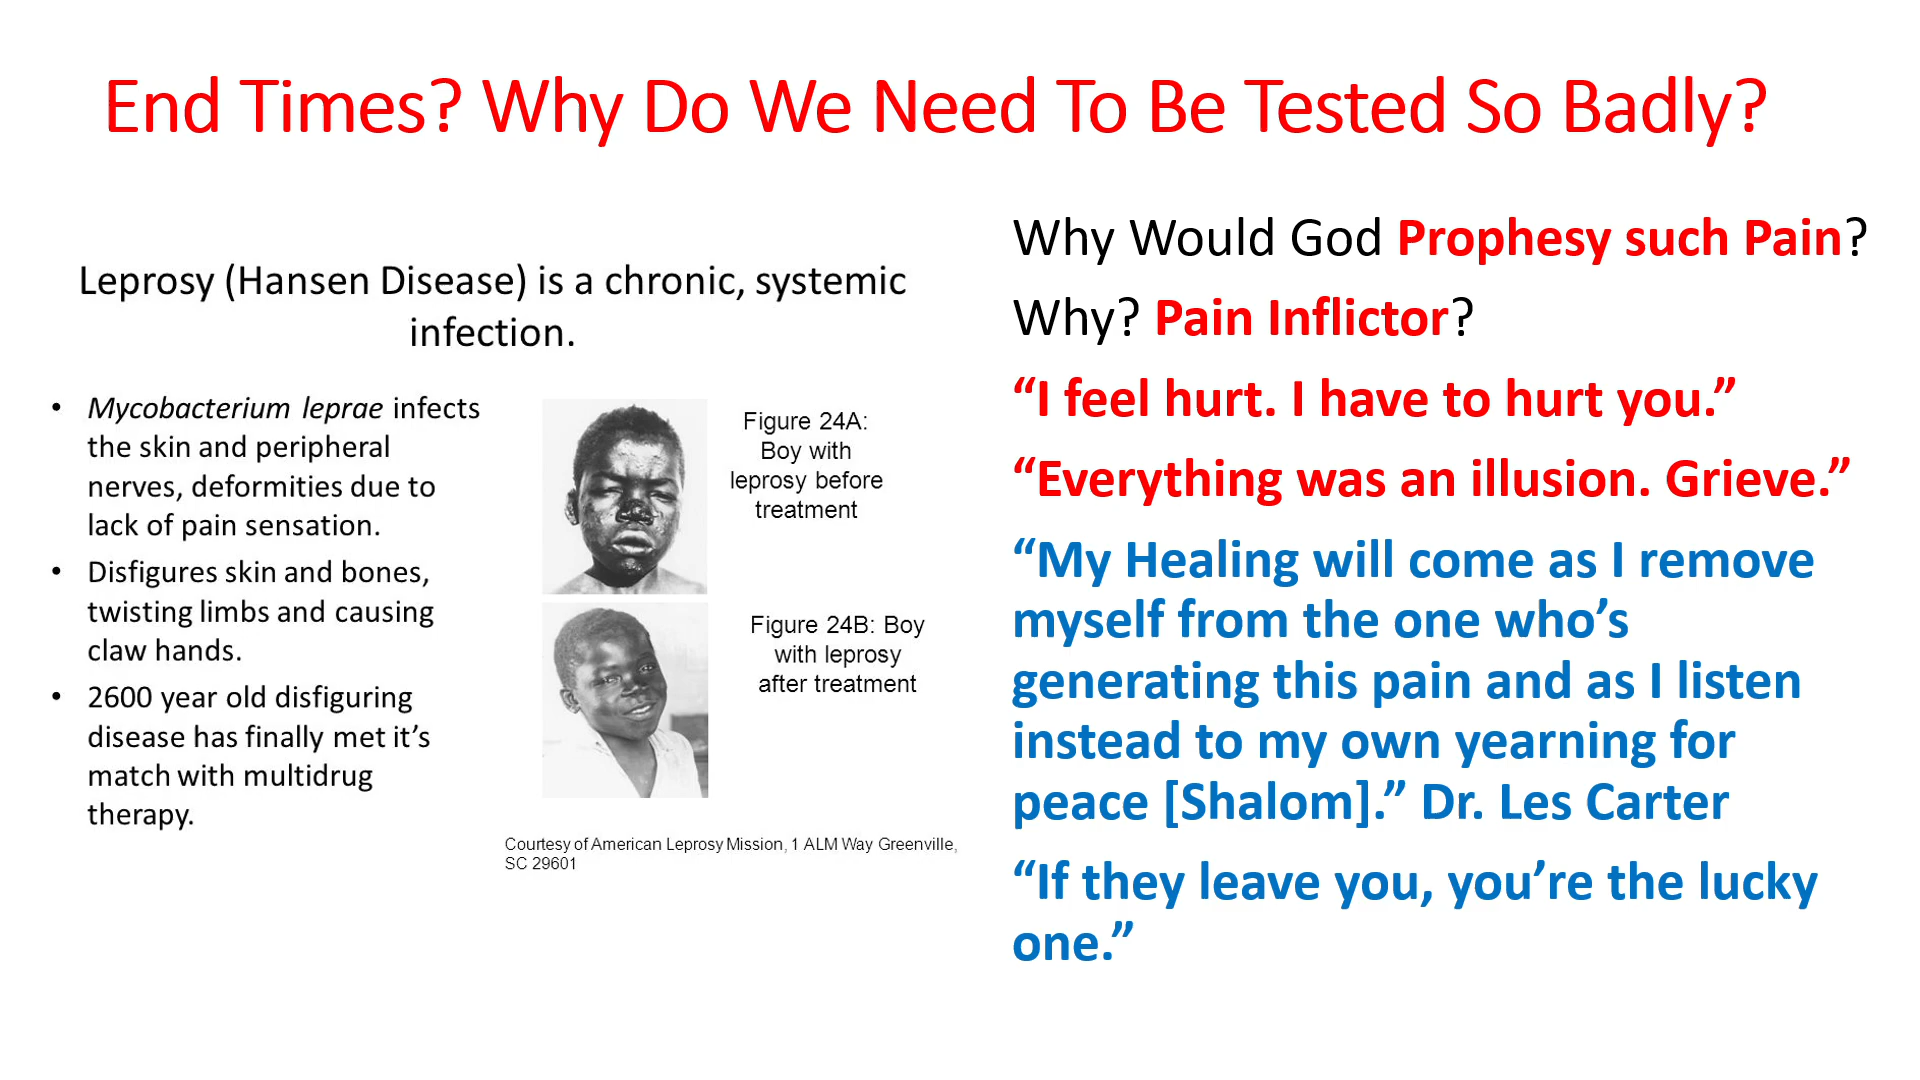 End Times? Why Do We Need To Be Tested So Badly?
Leprosy (Hansen Disease) is a chronic, systemic
infection.
• Mycobacterium leprae infects
the skin and peripheral
nerves, deformities due to
lack of pain sensation.
• Disfigures skin and bones,
twisting limbs and causing
claw hands.
• 2600 year old disfiguring
disease has finally met it’s
match with multidrug
therapy.
Figure 24A:
Boy with
leprosy before
treatment
Figure 24B: Boy
with leprosy
after treatment
Courtesy of American Leprosy Mission, 1 ALM Way Greenville,
SC 29601
Why Would God Prophesy such Pain?
Why? Pain Inflictor?
“I feel hurt. I have to hurt you.”
“Everything was an illusion. Grieve.”
“My Healing will come as I remove
myself from the one who’s
generating this pain and as I listen
instead to my own yearning for
peace [Shalom].” Dr. Les Carter
“If they leave you, you’re the lucky
one.”